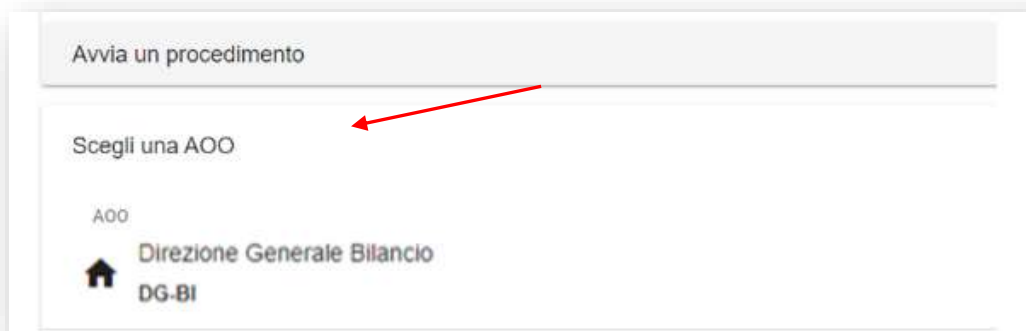 Avvia un procedimento
Scegli una AOO
AOO
Direzione Generale Bilancio
DG-BI